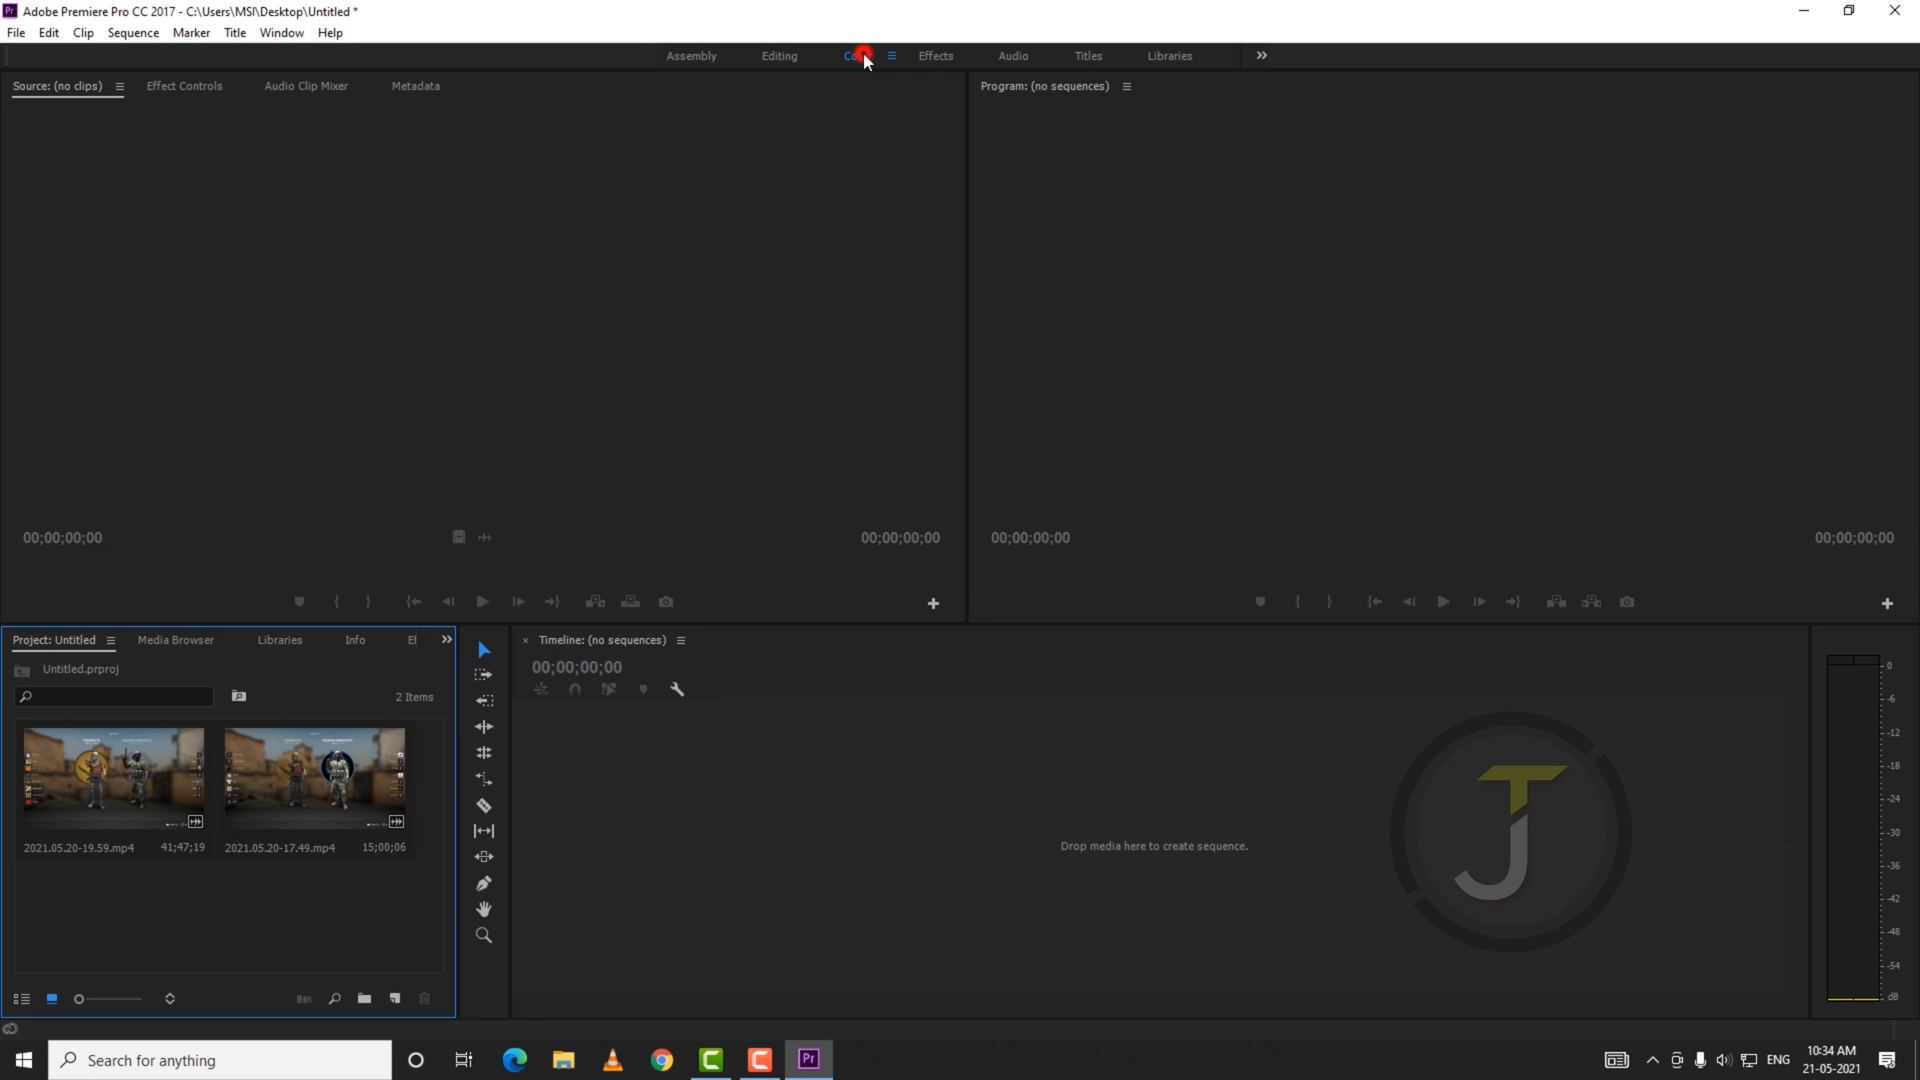 Adobe Premiere Pro CC 2017 - C:\Users\MSI\Desktop\Untitled *
File Edit Clip Sequence Marker Title Window Help
Assembly Editing Effects Audio Titles Libraries
Source: (no clips) Effect Controls Audio Clip Mixer Metadata
Program: (no sequences)
00;00;00;00 00;00;00;00 00;00;00;00 00;00;00;00
Project: Untitled Media Browser Libraries Info
Timeline: (no sequences)
Untitled.prproj
00;00;00;00
2 Items
2021.05.20-19.59.mp4 41;47;19 2021.05.20-17.49.mp4 15;00;06
Drop media here to create sequence.
0
-6
-12
-18
-24
-30
-36
-42
-48
-54
dB
Search for anything
ENG
10:34 AM
21-05-2021